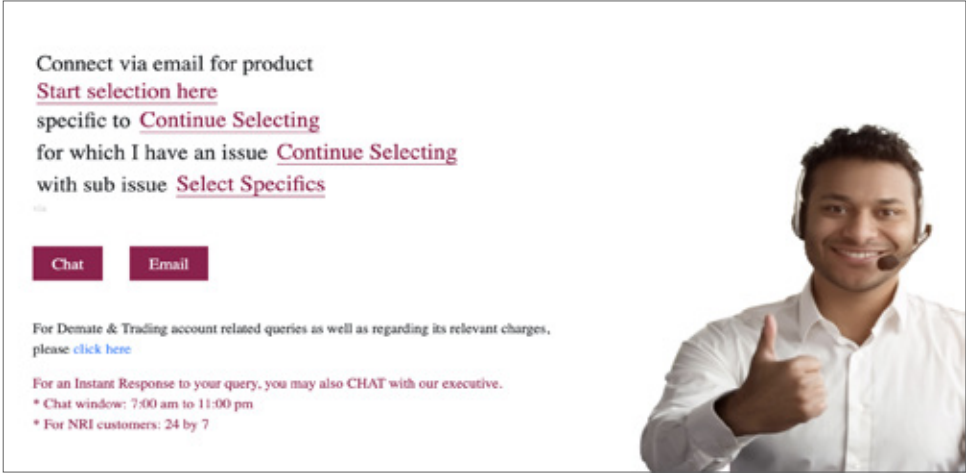 Connect via email for product
Start selection here
specific to Continue Selecting
for which I have an issue Continue Selecting
with sub issue Select Specifics
via
Chat Email
For Demate & Trading account related queries as well as regarding its relevant charges,
please click here
For an Instant Response to your query, you may also CHAT with our executive.
* Chat window: 7:00 am to 11:00 pm
* For NRI customers: 24 by 7